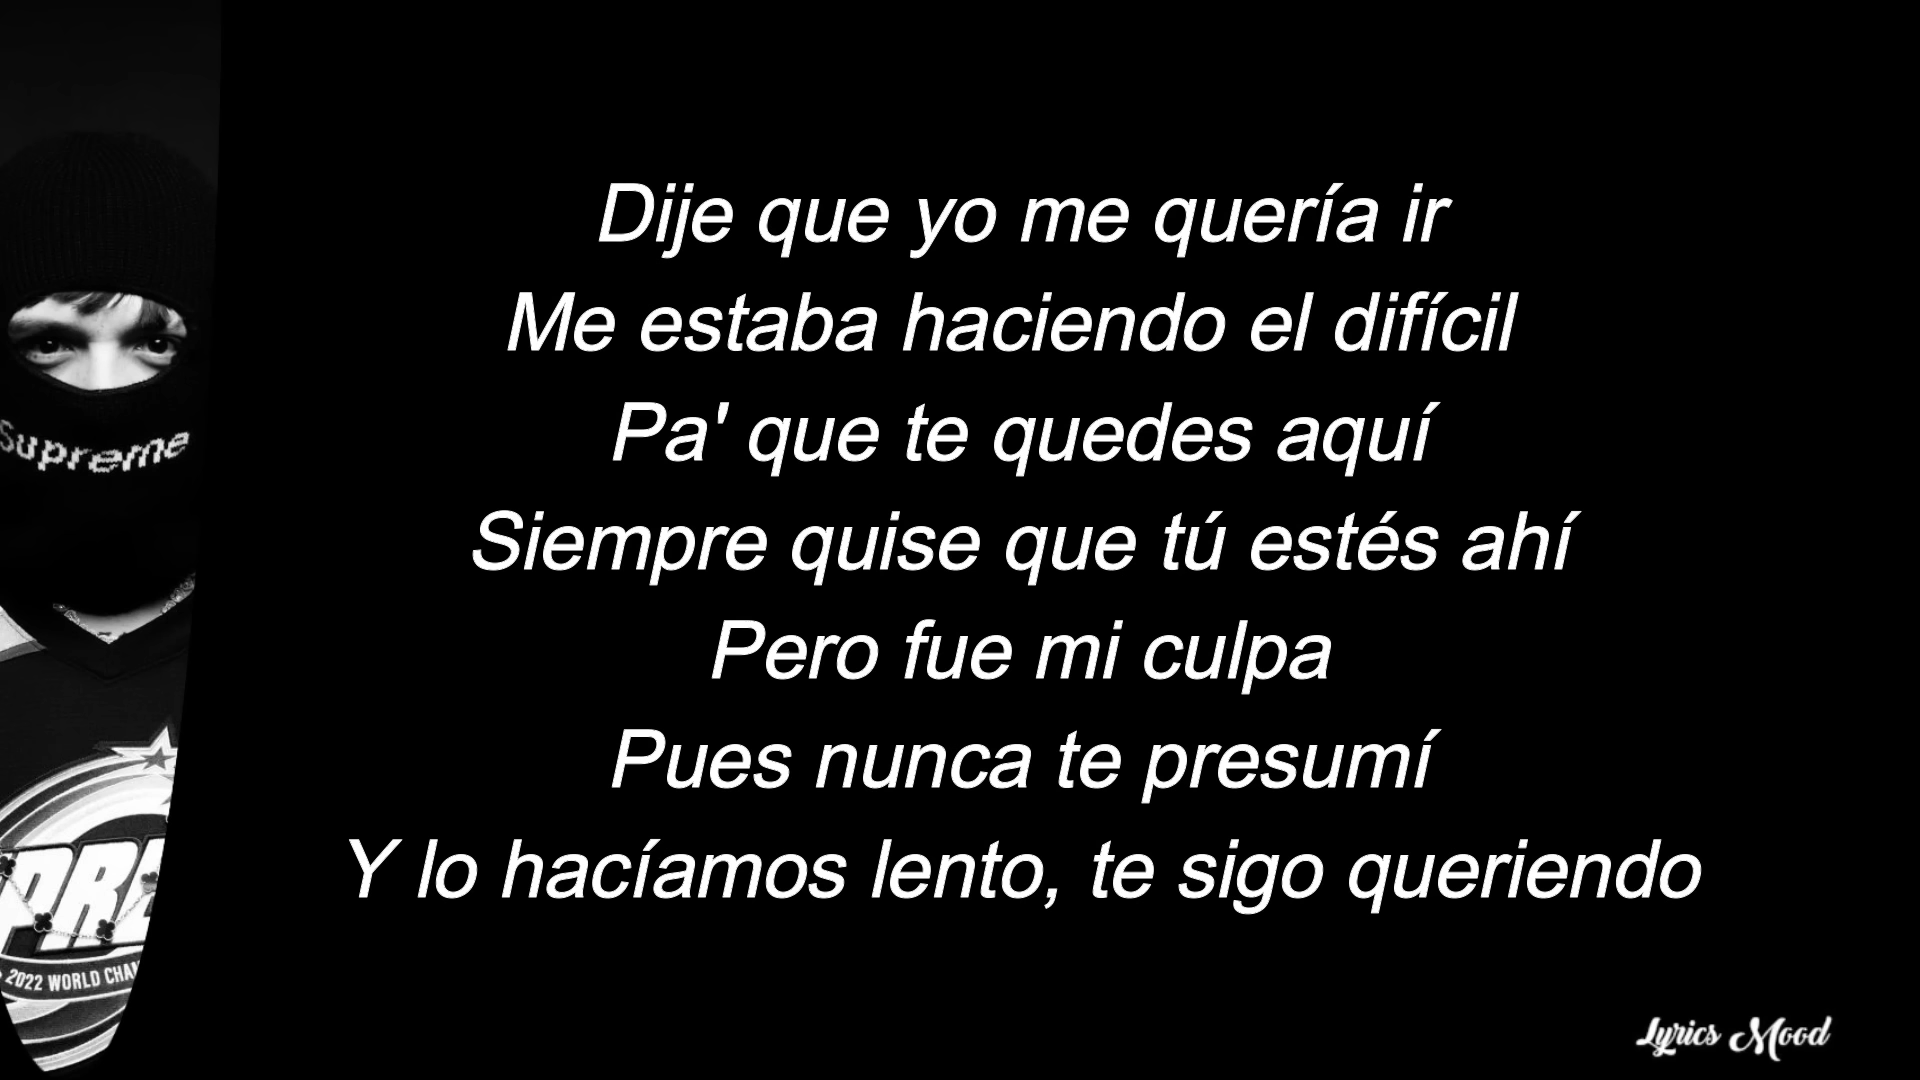 Dije que yo me quería ir
Me estaba haciendo el difícil
Pa' que te quedes aquí
Siempre quise que tú estés ahí
Pero fue mi culpa
Pues nunca te presumí
Y lo hacíamos lento, te sigo queriendo
Supreme
2022 WORLD
Lyrics Mood